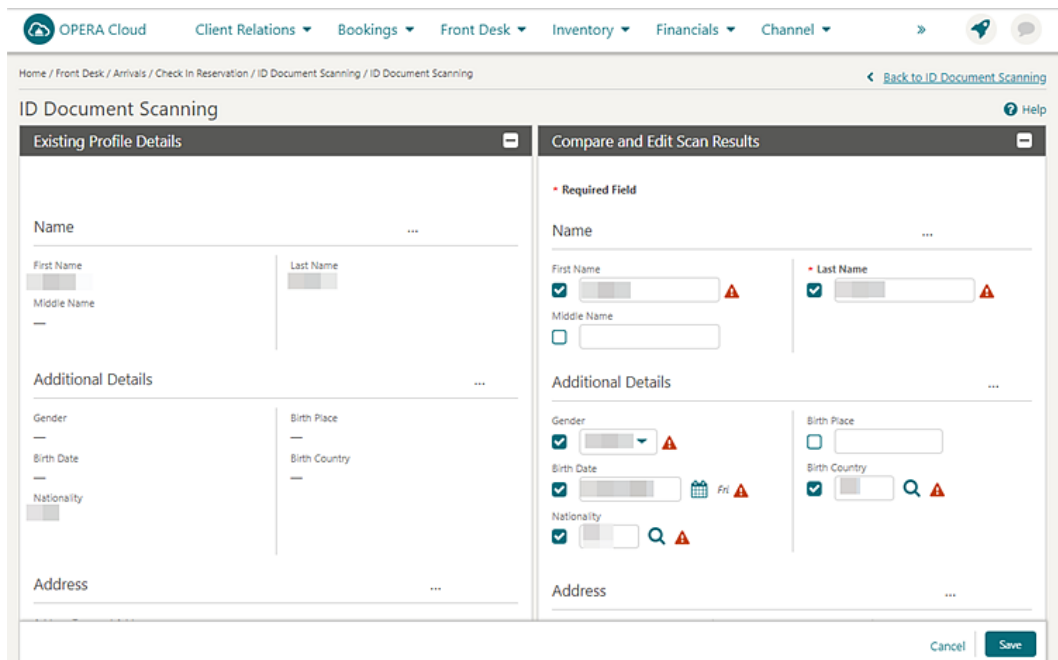 OPERA Cloud Client Relations Bookings Front Desk Inventory Financials Channel »
Home / Front Desk / Arrivals / Check In Reservation / ID Document Scanning / ID Document Scanning
Back to ID Document Scanning
ID Document Scanning
Help
Existing Profile Details
Name ...
First Name Last Name
Middle Name
—
Additional Details ...
Gender Birth Place
— —
Birth Date Birth Country
— —
Nationality
Address ...
Compare and Edit Scan Results
* Required Field
Name ...
First Name * Last Name
Middle Name
Additional Details ...
Gender Birth Place
Birth Date Birth Country
Fri
Nationality
Address ...
Cancel Save